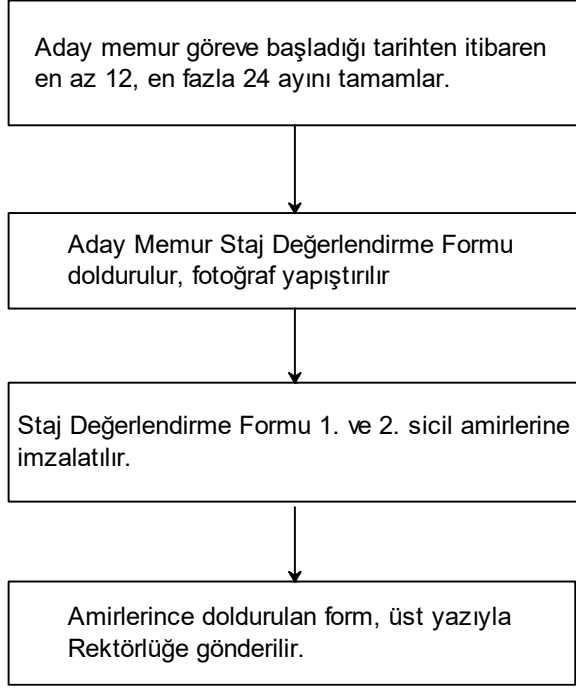 Aday memur göreve başladığı tarihten itibaren
en az 12, en fazla 24 ayını tamamlar.
Aday Memur Staj Değerlendirme Formu
doldurulur, fotoğraf yapıştırılır
Staj Değerlendirme Formu 1. ve 2. sicil amirlerine
imzalatılır.
Amirlerince doldurulan form, üst yazıyla
Rektörlüğe gönderilir.